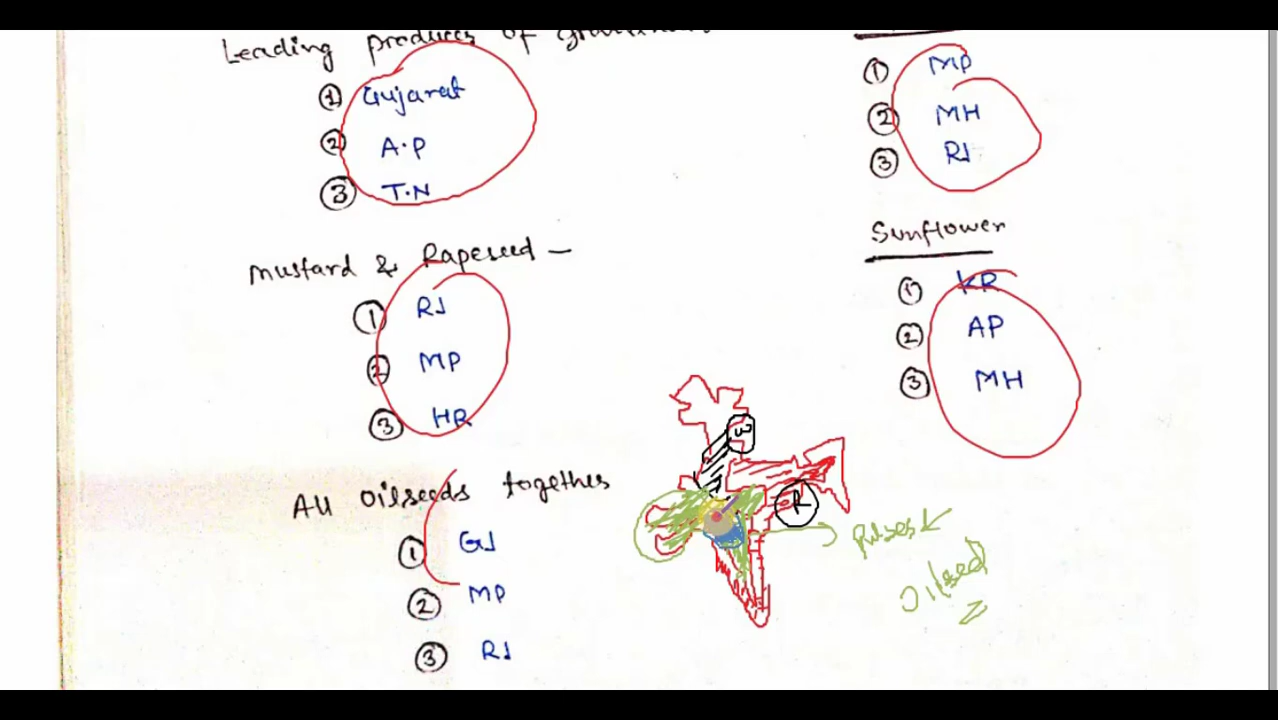 Leading produces of
① Gujarat
② A.P
③ T.N
Mustard & Rapeseed —
① RJ
② MP
③ HR
All oilseeds together
① GJ
② MP
③ RJ
① MP
② MH
③ RJ
Sunflower
① KR
② AP
③ MH
W
R
Pulses
Oilseed